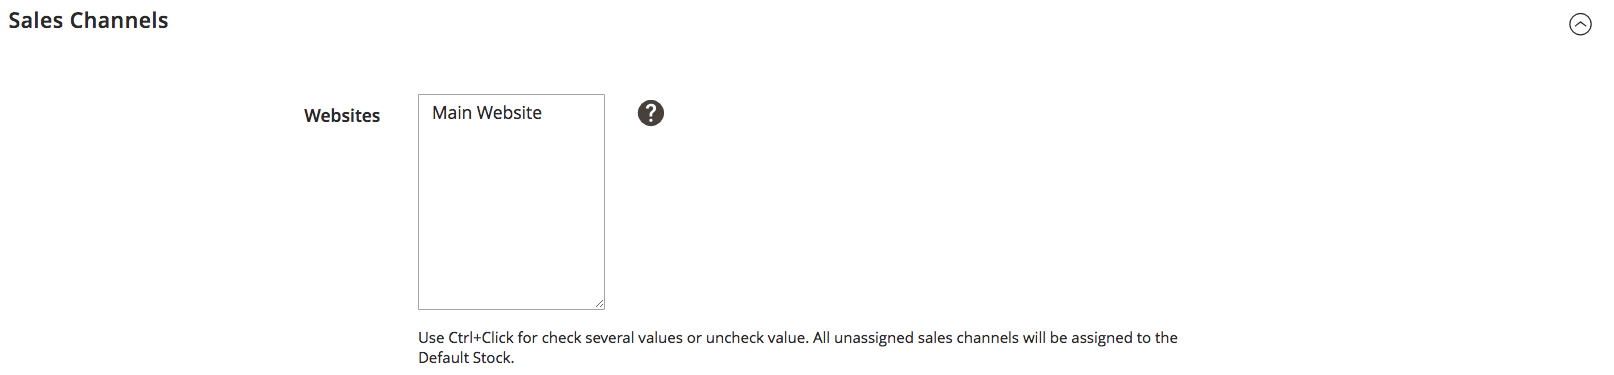 Sales Channels
Websites
Main Website
?
Use Ctrl+Click for check several values or uncheck value. All unassigned sales channels will be assigned to the
Default Stock.